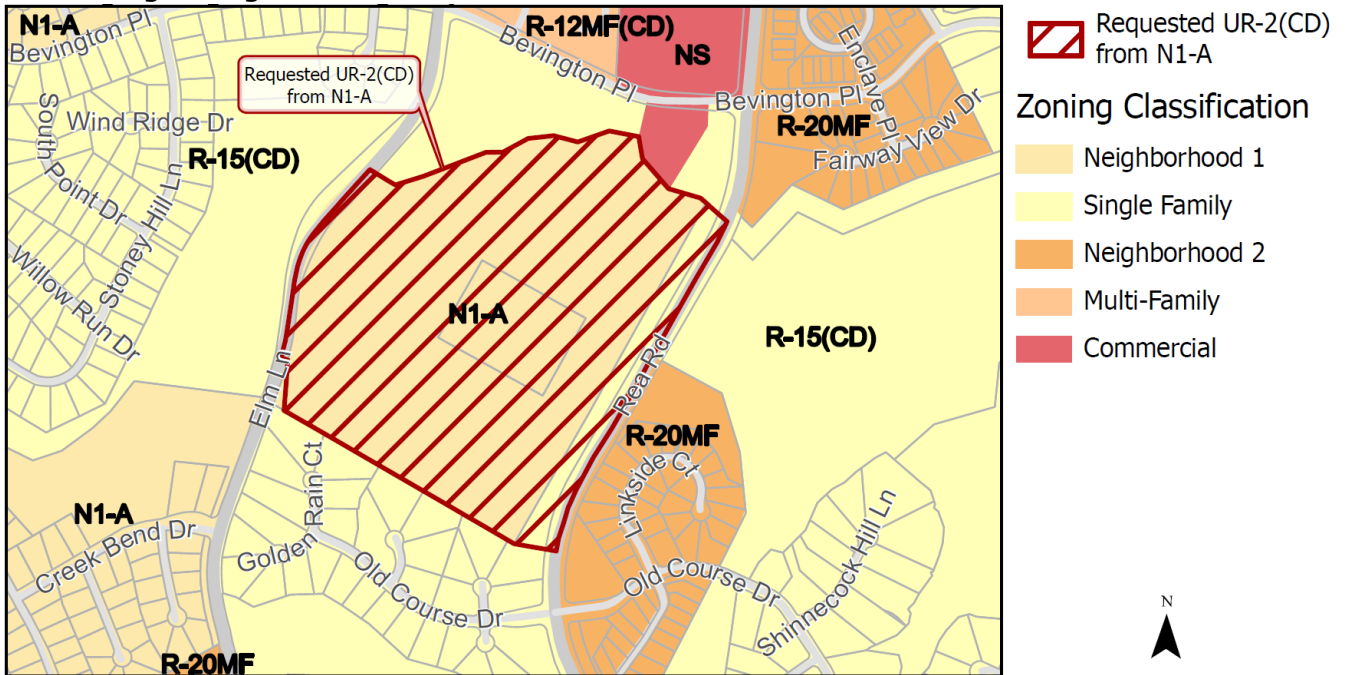 N1-A
Bevington Pl
South Point Dr
Wind Ridge Dr
R-15(CD)
Stoney Hill Ln
Willow Run Dr
Requested UR-2(CD)
from N1-A
R-12MF(CD)
NS
Bevington Pl
Bevington Pl
Enclave Pl
R-20MF
Fairway View Dr
N1-A
R-15(CD)
Elm Ln
Rea Rd
R-20MF
Linkside Ct
Golden Rain Ct
N1-A
Creek Bend Dr
Old Course Dr
Old Course Dr
Shinnecock Hill Ln
R-20MF
Requested UR-2(CD)
from N1-A
Zoning Classification
Neighborhood 1
Single Family
Neighborhood 2
Multi-Family
Commercial
N